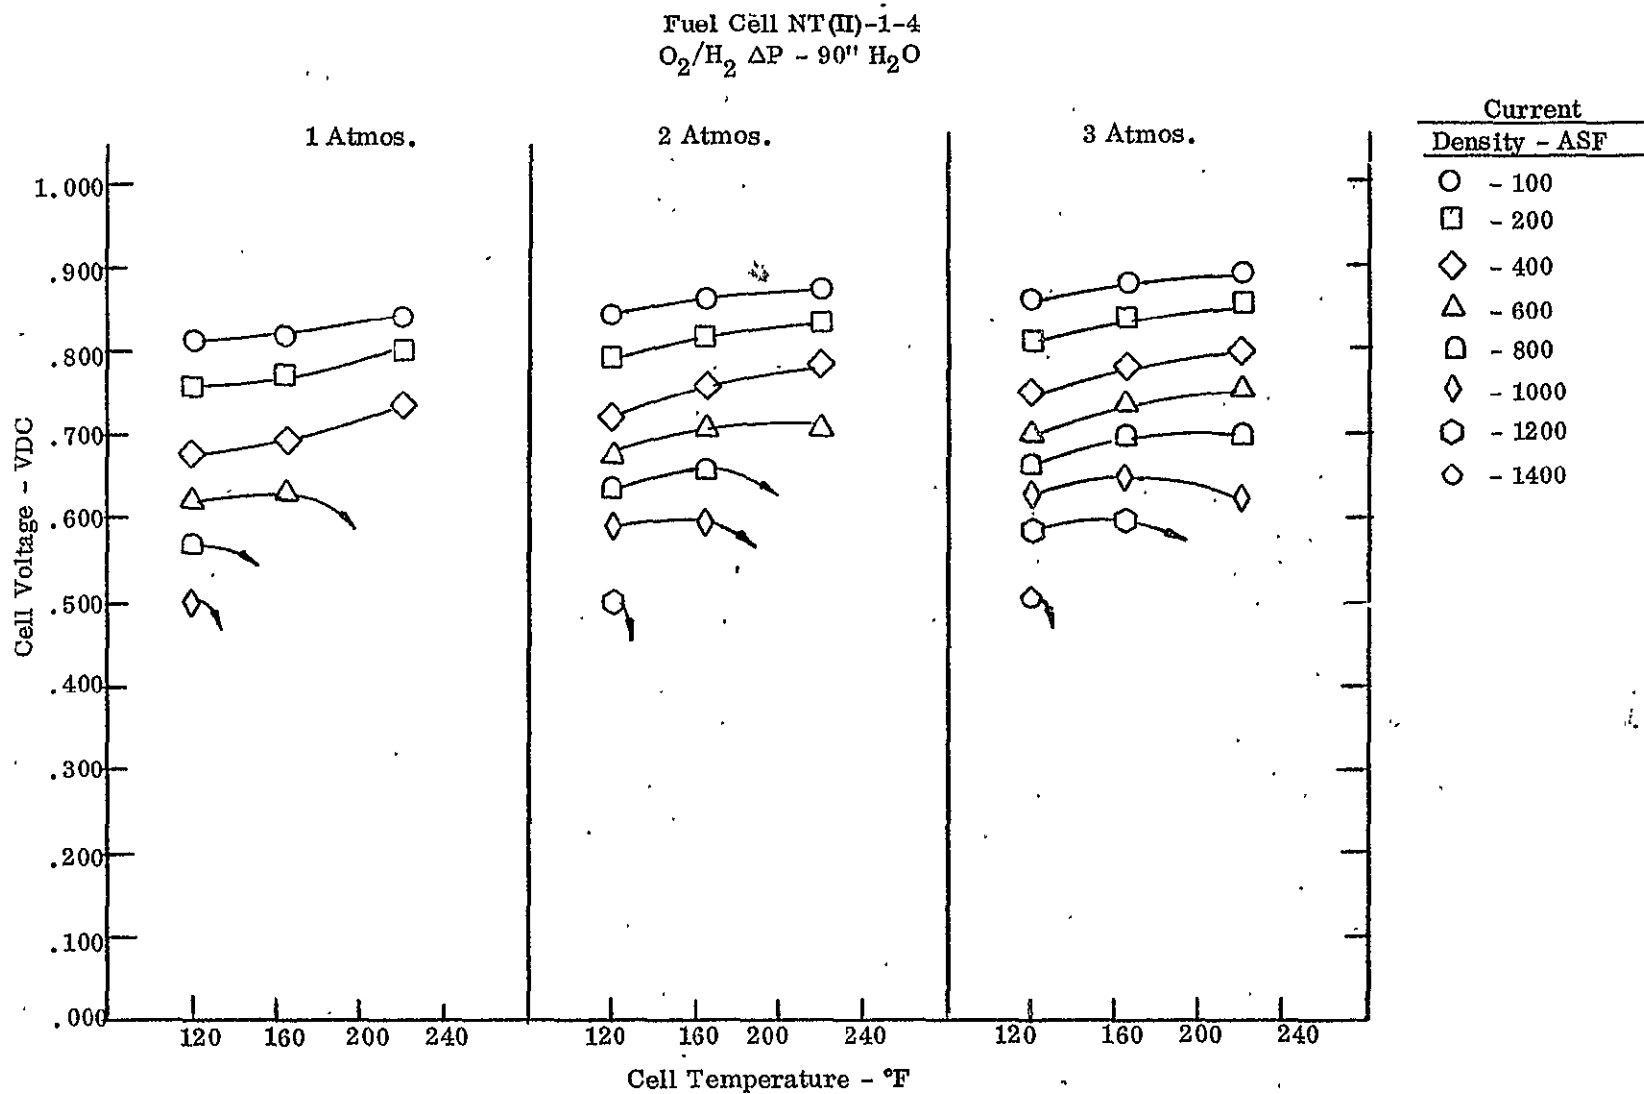 Fuel Cell NT(II)-1-4
O2/H2 ΔP - 90" H2O
1 Atmos.
2 Atmos.
3 Atmos.
Current
Density - ASF
- 100
- 200
- 400
- 600
- 800
- 1000
- 1200
- 1400
Cell Voltage - VDC
1.000
.900
.800
.700
.600
.500
.400
.300
.200
.100
.000
120 160 200 240
120 160 200 240
120 160 200 240
Cell Temperature - °F